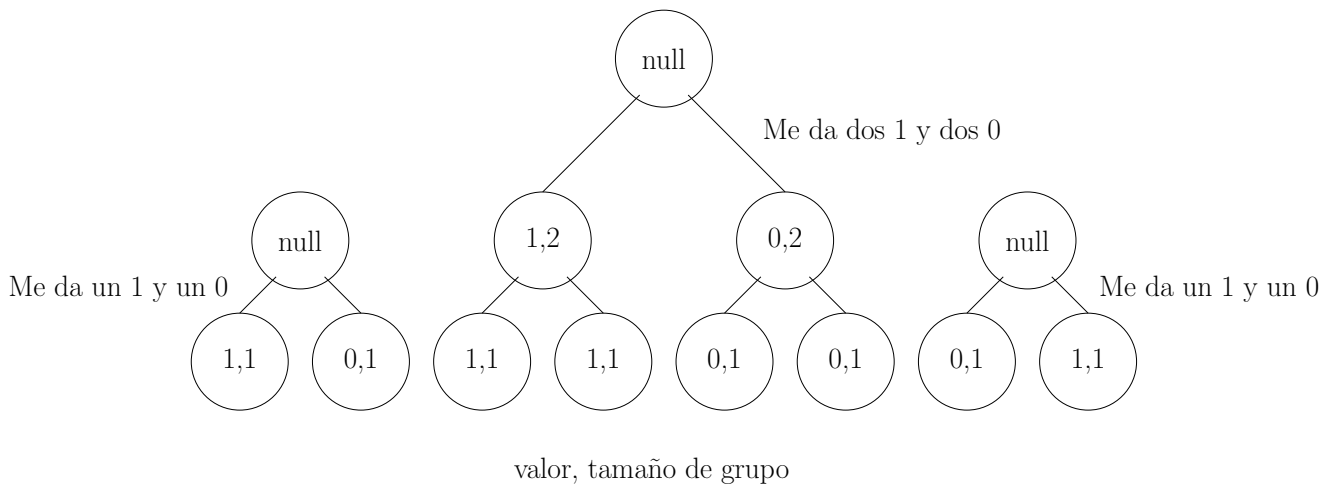 null
Me da dos 1 y dos 0
null
1,2
0,2
null
Me da un 1 y un 0
Me da un 1 y un 0
1,1
0,1
1,1
1,1
0,1
0,1
0,1
1,1
valor, tamaño de grupo